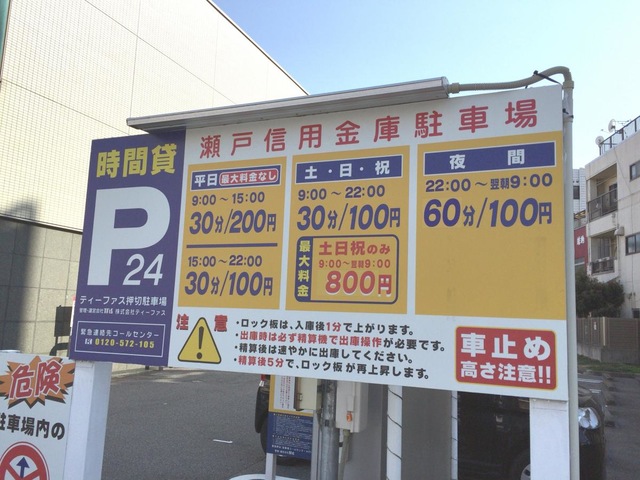 瀬戸信用金庫駐車場
時間貸
P
24
ティーファス押切駐車場
株式会社ティーファス
緊急連絡先コールセンター
0120-572-105
平日 最大料金なし
9:00〜15:00
30分/200円
15:00〜22:00
30分/100円
土・日・祝
9:00〜22:00
30分/100円
最大料金
土日祝のみ
9:00〜翌朝9:00
800円
夜間
22:00〜翌朝9:00
60分/100円
注意
・ロック板は、入庫後1分で上がります。
・出庫時は必ず精算機で出庫操作が必要です。
・精算後は速やかに出庫してください。
・精算後5分で、ロック板が再上昇します。
車止め
高さ注意!!
危険
駐車場内の